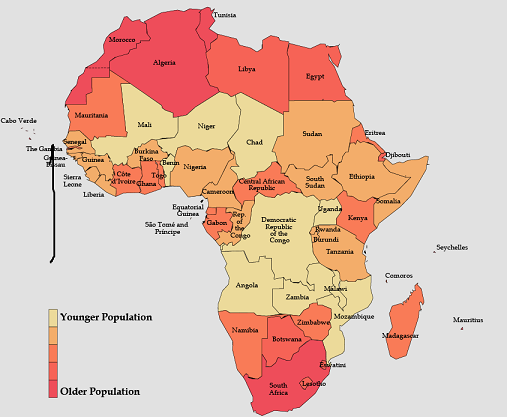 Tunisia
Morocco
Algeria
Libya
Egypt
Mauritania
Mali
Niger
Chad
Sudan
Eritrea
Cabo Verde
Senegal
The Gambia
Guinea-
Bissau
Guinea
Burkina
Faso
Benin
Nigeria
Djibouti
Ethiopia
Sierra
Leone
Liberia
Côte
d'Ivoire
Ghana
Togo
Cameroon
Central African
Republic
South
Sudan
Somalia
Equatorial
Guinea
São Tomé and
Príncipe
Gabon
Rep.
of
the
Congo
Democratic
Republic
of the
Congo
Uganda
Kenya
Rwanda
Burundi
Tanzania
Seychelles
Comoros
Angola
Zambia
Malawi
Mozambique
Zimbabwe
Madagascar
Mauritius
Namibia
Botswana
Eswatini
South
Africa
Lesotho
Younger Population
Older Population